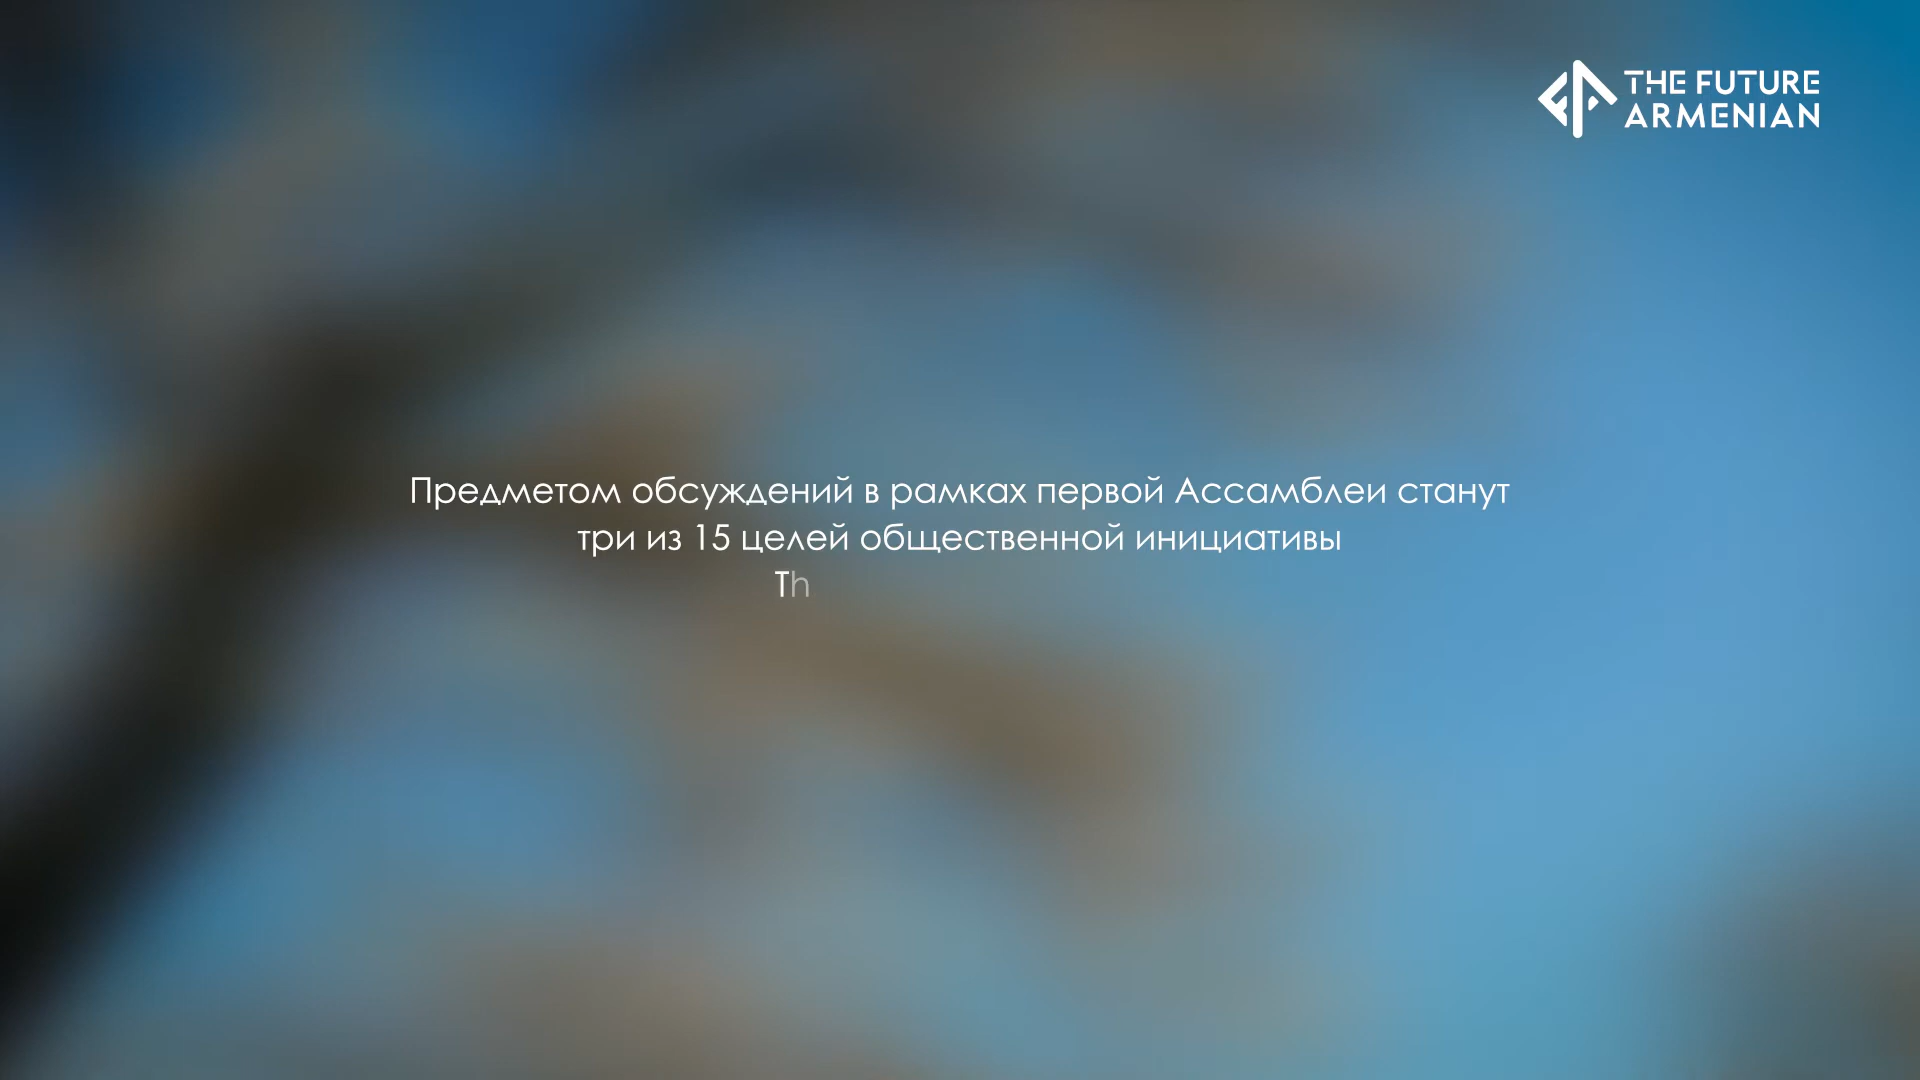 THE FUTURE
ARMENIAN
Предметом обсуждений в рамках первой Ассамблеи станут
три из 15 целей общественной инициативы
Th